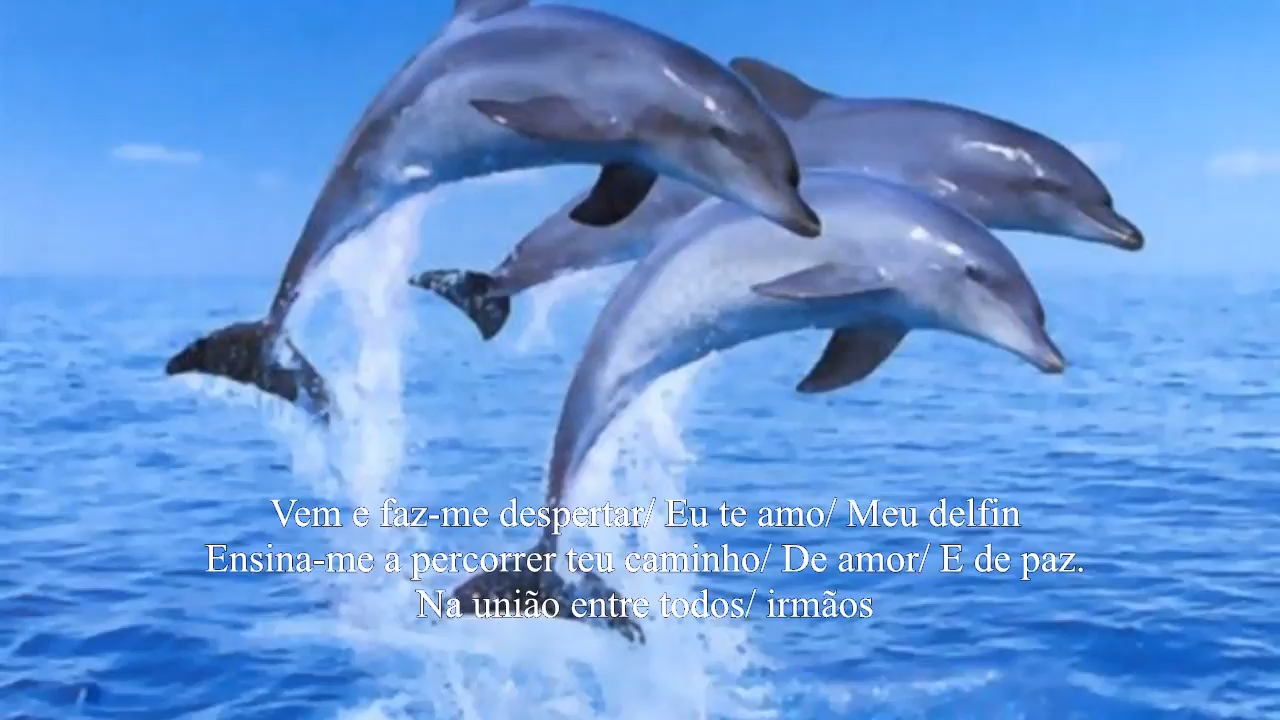 Vem e faz-me despertar/ Eu te amo/ Meu delfin
Ensina-me a percorrer teu caminho/ De amor/ E de paz.
Na união entre todos/ irmãos